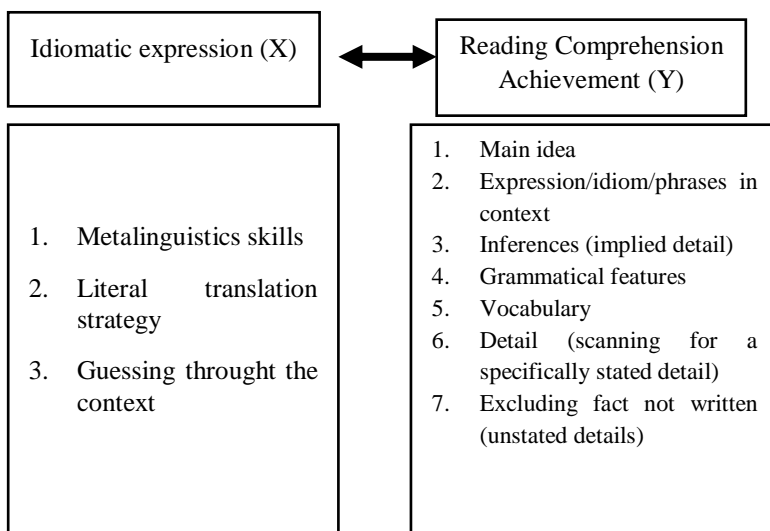 Idiomatic expression (X)
Reading Comprehension
Achievement (Y)
1. Metalinguistics skills
2. Literal translation
strategy
3. Guessing throught the
context
1. Main idea
2. Expression/idiom/phrases in
context
3. Inferences (implied detail)
4. Grammatical features
5. Vocabulary
6. Detail (scanning for a
specifically stated detail)
7. Excluding fact not written
(unstated details)